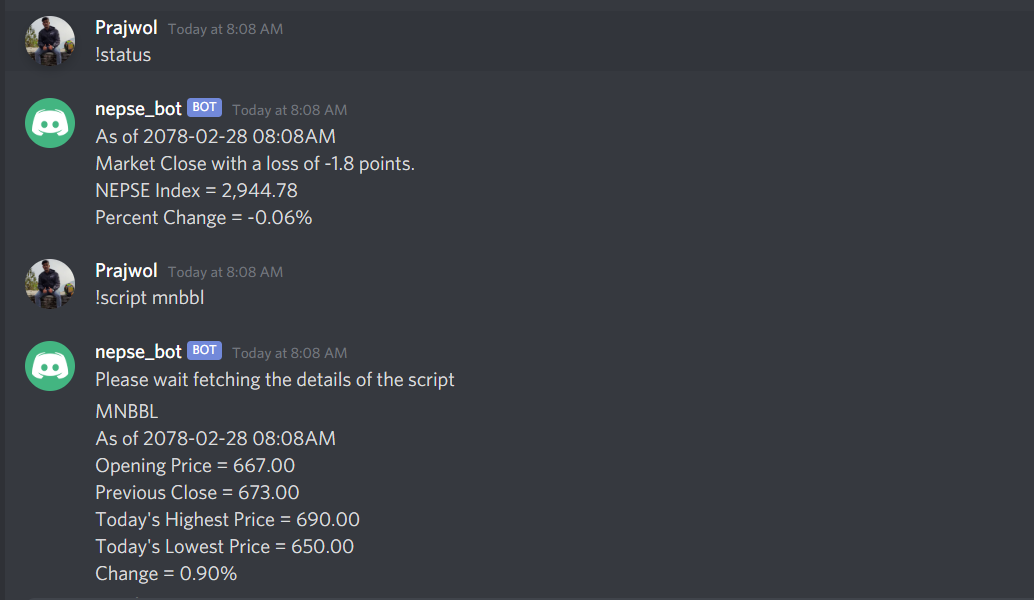 Prajwol Today at 8:08 AM
!status
nepse_bot BOT Today at 8:08 AM
As of 2078-02-28 08:08AM
Market Close with a loss of -1.8 points.
NEPSE Index = 2,944.78
Percent Change = -0.06%
Prajwol Today at 8:08 AM
!script mnbbl
nepse_bot BOT Today at 8:08 AM
Please wait fetching the details of the script
MNBBL
As of 2078-02-28 08:08AM
Opening Price = 667.00
Previous Close = 673.00
Today's Highest Price = 690.00
Today's Lowest Price = 650.00
Change = 0.90%